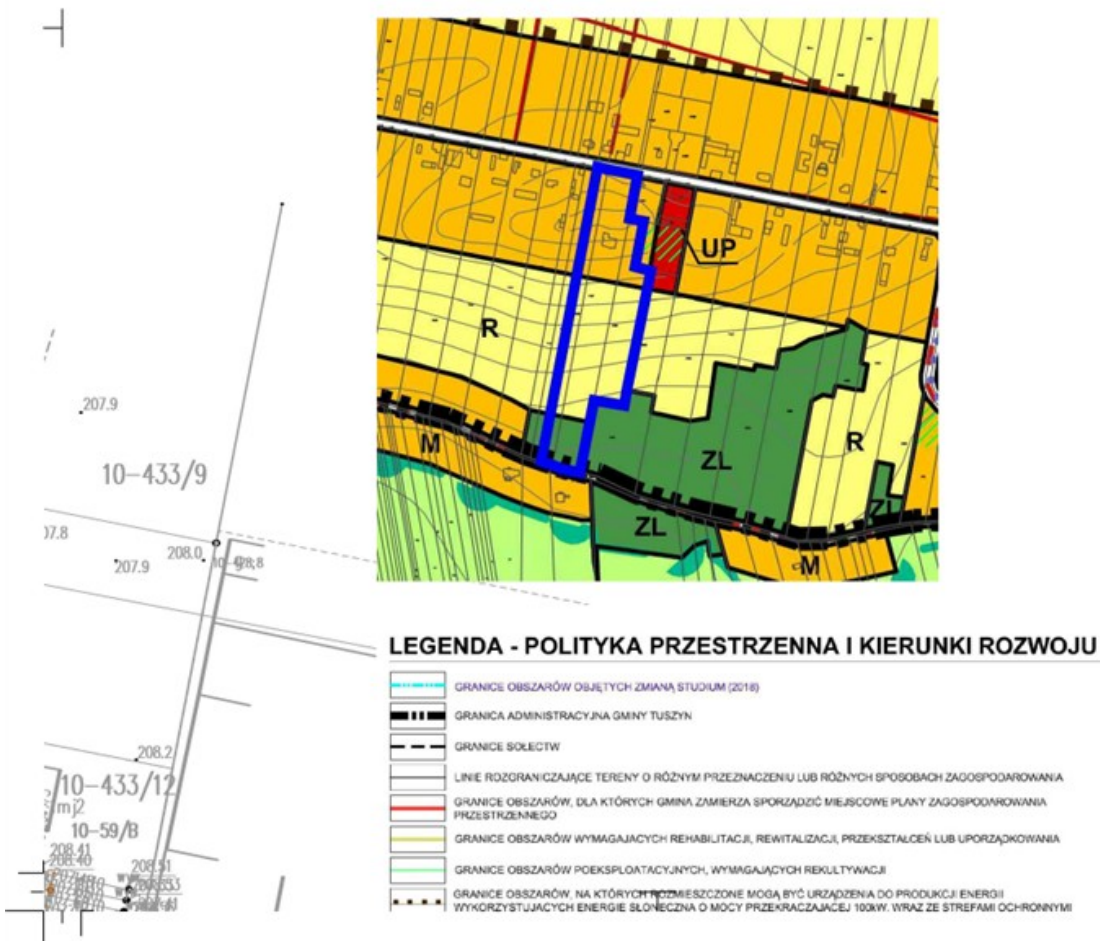 UP
R
M
ZL
R
ZL
ZL
M
207.9
10-433/9
07.8
207.9
208.0
208.2
10-433/12
mj2
10-59/B
208.41
208.40
208.51
LEGENDA - POLITYKA PRZESTRZENNA I KIERUNKI ROZWOJU
GRANICE OBSZARÓW OBJĘTYCH ZMIANĄ STUDIUM (2018)
GRANICA ADMINISTRACYJNA GMINY TUSZYN
GRANICE SOŁECTW
LINIE ROZGRANICZAJĄCE TERENY O RÓŻNYM PRZEZNACZENIU LUB RÓŻNYCH SPOSOBACH ZAGOSPODAROWANIA
GRANICE OBSZARÓW, DLA KTÓRYCH GMINA ZAMIERZA SPORZĄDZIĆ MIEJSCOWE PLANY ZAGOSPODAROWANIA
PRZESTRZENNEGO
GRANICE OBSZARÓW WYMAGAJĄCYCH REHABILITACJI, REWITALIZACJI, PRZEKSZTAŁCEŃ LUB UPORZĄDKOWANIA
GRANICE OBSZARÓW POEKSPLOATACYJNYCH, WYMAGAJĄCYCH REKULTYWACJI
GRANICE OBSZARÓW, NA KTÓRYCH ROZMIESZCZONE MOGĄ BYĆ URZĄDZENIA DO PRODUKCJI ENERGII
WYKORZYSTUJĄCYCH ENERGIE SŁONECZNA O MOCY PRZEKRACZAJĄCEJ 100kW. WRAZ ZE STREFAMI OCHRONNYMI